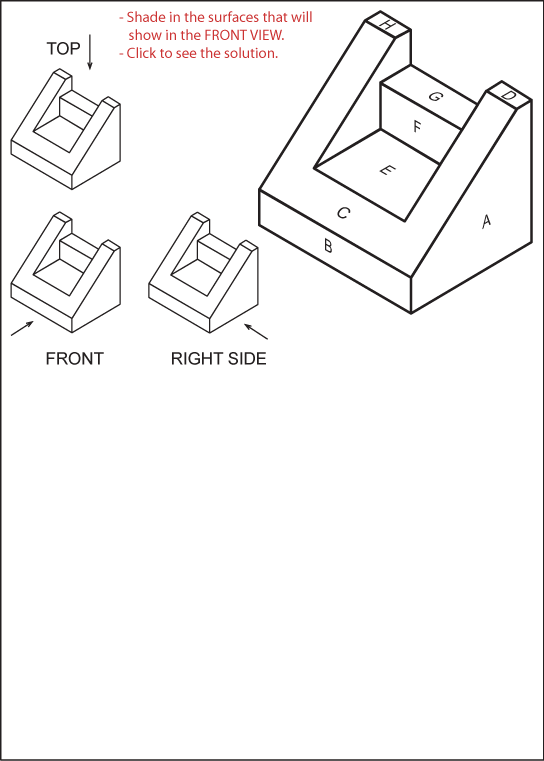 - Shade in the surfaces that will
show in the FRONT VIEW.
- Click to see the solution.
TOP
H
D
G
F
E
C
A
B
FRONT
RIGHT SIDE